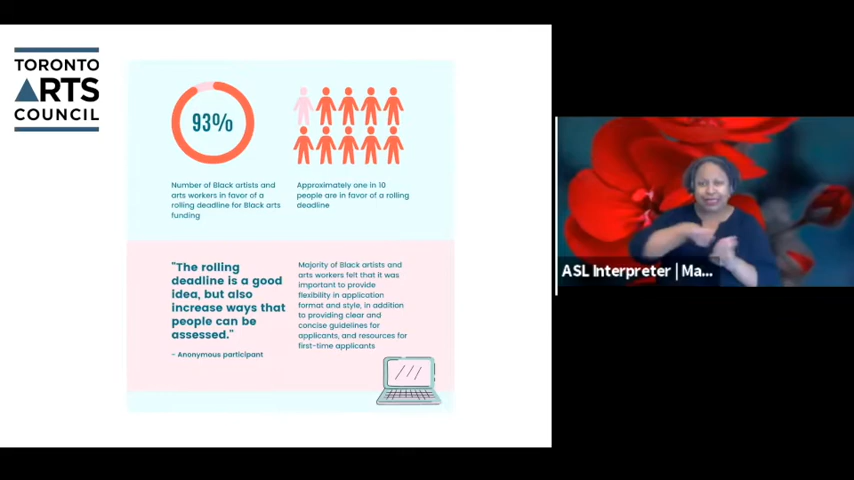 TORONTO
ARTS
COUNCIL
93%
Number of Black artists and
arts workers in favor of a
rolling deadline for Black arts
funding
Approximately one in 10
people are in favor of a rolling
deadline
"The rolling
deadline is a good
idea, but also
increase ways that
people can be
assessed."
- Anonymous participant
Majority of Black artists and
arts workers felt that it was
important to provide
flexibility in application
format and style, in addition
to providing clear and
concise guidelines for
applicants, and resources for
first-time applicants
ASL Interpreter | Ma...